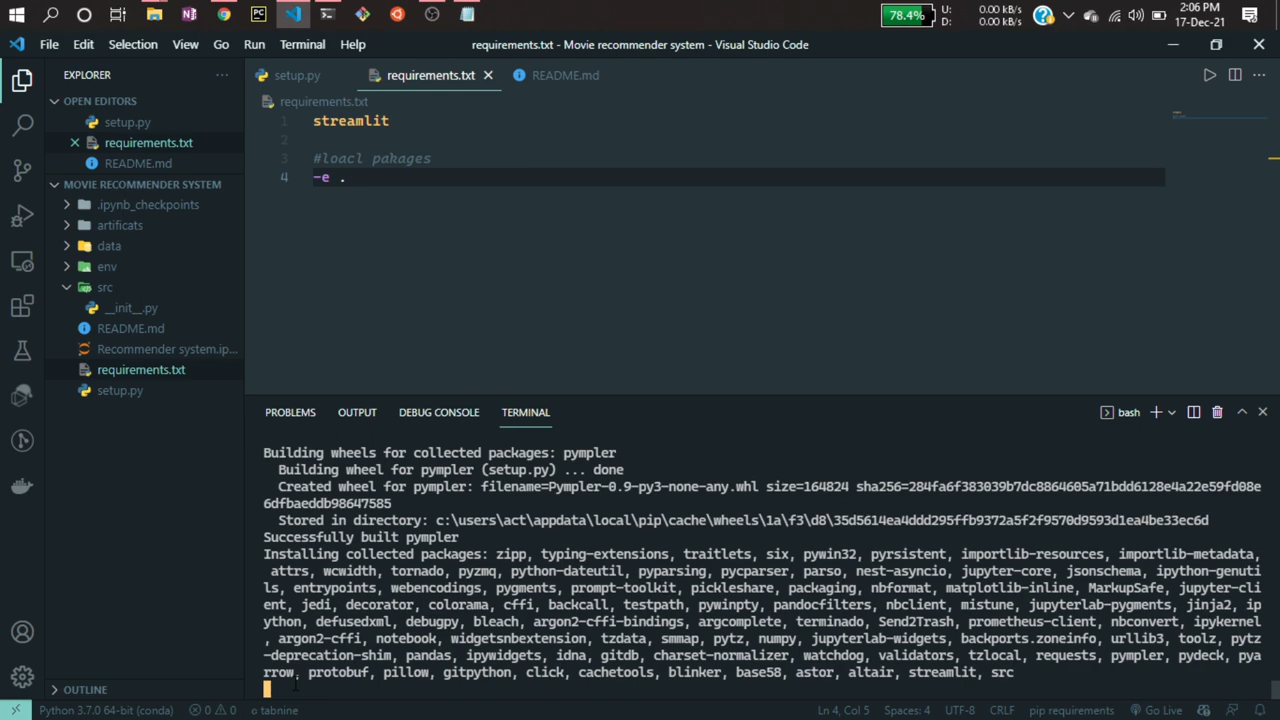 78.4%
U:
D:
0.00 kB/s
0.00 kB/s
2:06 PM
17-Dec-21
File Edit Selection View Go Run Terminal Help
requirements.txt - Movie recommender system - Visual Studio Code
EXPLORER
OPEN EDITORS
setup.py
requirements.txt
README.md
MOVIE RECOMMENDER SYSTEM
.ipynb_checkpoints
artificats
data
env
src
__init__.py
README.md
Recommender system.ip...
requirements.txt
setup.py
OUTLINE
setup.py
requirements.txt
README.md
requirements.txt
1 streamlit
2
3 #loacl pakages
4 -e .
PROBLEMS OUTPUT DEBUG CONSOLE TERMINAL
bash
Building wheels for collected packages: pympler
Building wheel for pympler (setup.py) ... done
Created wheel for pympler: filename=Pympler-0.9-py3-none-any.whl size=164824 sha256=284fa6f383039b7dc8864605a71bdd6128e4a22e59fd08e
6dfbaeddb98647585
Stored in directory: c:\users\act\appdata\local\pip\cache\wheels\1a\f3\d8\35d5614ea4ddd295ffb9372a5f2f9570d9593d1ea4be33ec6d
Successfully built pympler
Installing collected packages: zipp, typing-extensions, traitlets, six, pywin32, pyrsistent, importlib-resources, importlib-metadata,
attrs, wcwidth, tornado, pyzmq, python-dateutil, pyparsing, pycparser, parso, nest-asyncio, jupyter-core, jsonschema, ipython-genuti
ls, entrypoints, webencodings, pygments, prompt-toolkit, pickleshare, packaging, nbformat, matplotlib-inline, MarkupSafe, jupyter-cli
ent, jedi, decorator, colorama, cffi, backcall, testpath, pywinpty, pandocfilters, nbclient, mistune, jupyterlab-pygments, jinja2, ip
ython, defusedxml, debugpy, bleach, argon2-cffi-bindings, argcomplete, terminado, Send2Trash, prometheus-client, nbconvert, ipykernel
, argon2-cffi, notebook, widgetsnbextension, tzdata, smmap, pytz, numpy, jupyterlab-widgets, backports.zoneinfo, urllib3, toolz, pytz
-deprecation-shim, pandas, ipywidgets, idna, gitdb, charset-normalizer, watchdog, validators, tzlocal, requests, pympler, pydeck, pya
rrow, protobuf, pillow, gitpython, click, cachetools, blinker, base58, astor, altair, streamlit, src
Python 3.7.0 64-bit (conda) 0 0 tabnine
Ln 4, Col 5 Spaces: 4 UTF-8 CRLF pip requirements Go Live